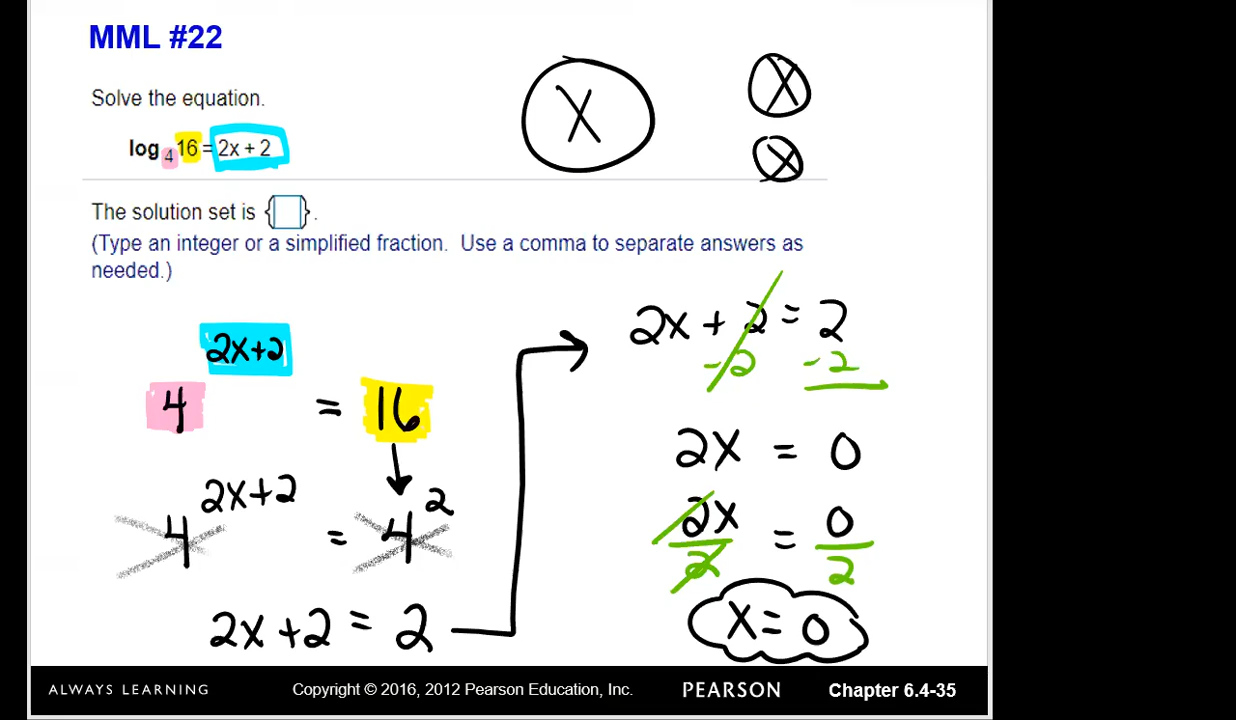 MML #22
Solve the equation.
log₄16 = 2x + 2
The solution set is { }.
(Type an integer or a simplified fraction. Use a comma to separate answers as
needed.)
X
X
X
4^(2x+2) = 16
4^(2x+2) = 4^2
2x+2 = 2
2x + 2 = 2
-2 -2
2x = 0
2x/2 = 0/2
x = 0
ALWAYS LEARNING
Copyright © 2016, 2012 Pearson Education, Inc.
PEARSON
Chapter 6.4-35